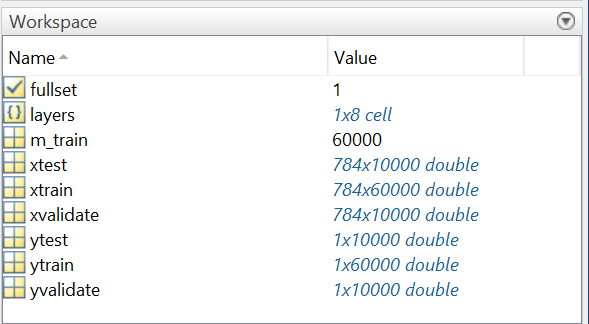 Workspace
Name Value
fullset 1
layers 1x8 cell
m_train 60000
xtest 784x10000 double
xtrain 784x60000 double
xvalidate 784x10000 double
ytest 1x10000 double
ytrain 1x60000 double
yvalidate 1x10000 double